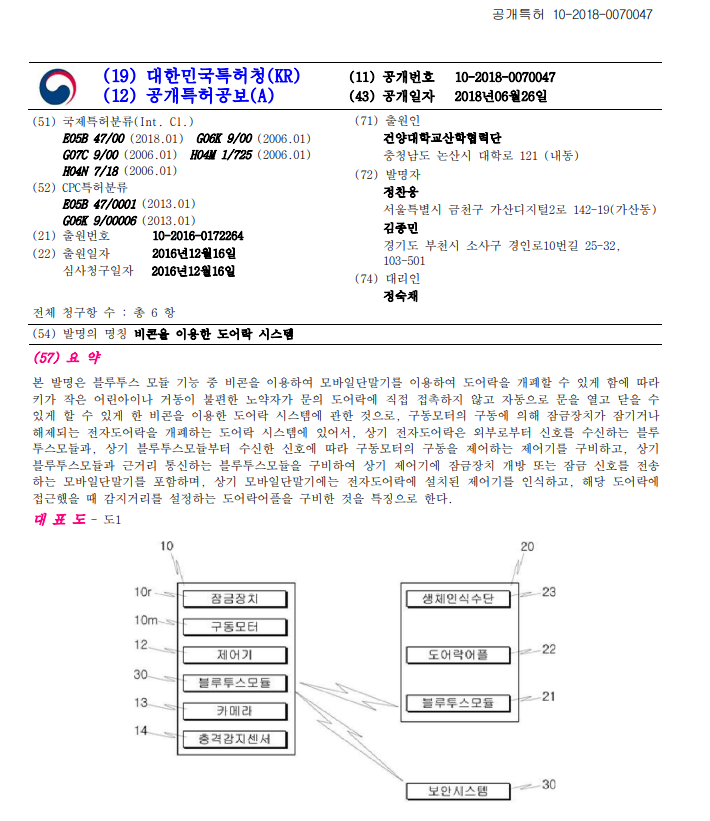 공개특허 10-2018-0070047
(19) 대한민국특허청(KR)
(12) 공개특허공보(A)
(11) 공개번호 10-2018-0070047
(43) 공개일자 2018년06월26일
(51) 국제특허분류(Int. Cl.)
E05B 47/00 (2018.01) G06K 9/00 (2006.01)
G07C 9/00 (2006.01) H04M 1/725 (2006.01)
H04N 7/18 (2006.01)
(52) CPC특허분류
E05B 47/0001 (2013.01)
G06K 9/00006 (2013.01)
(21) 출원번호 10-2016-0172264
(22) 출원일자 2016년12월16일
심사청구일자 2016년12월16일
전체 청구항 수 : 총 6 항
(71) 출원인
건양대학교산학협력단
충청남도 논산시 대학로 121 (내동)
(72) 발명자
정찬웅
서울특별시 금천구 가산디지털2로 142-19(가산동)
김종민
경기도 부천시 소사구 경인로10번길 25-32,
103-501
(74) 대리인
정숙채
(54) 발명의 명칭 비콘을 이용한 도어락 시스템
(57) 요 약
본 발명은 블루투스 모듈 기능 중 비콘을 이용하여 모바일단말기를 이용하여 도어락을 개폐할 수 있게 함에 따라
키가 작은 어린아이나 거동이 불편한 노약자가 문의 도어락에 직접 접촉하지 않고 자동으로 문을 열고 닫을 수
있게 할 수 있게 한 비콘을 이용한 도어락 시스템에 관한 것으로, 구동모터의 구동에 의해 잠금장치가 잠기거나
해제되는 전자도어락을 개폐하는 도어락 시스템에 있어서, 상기 전자도어락은 외부로부터 신호를 수신하는 블루
투스모듈과, 상기 블루투스모듈부터 수신한 신호에 따라 구동모터의 구동을 제어하는 제어기를 구비하고, 상기
블루투스모듈과 근거리 통신하는 블루투스모듈을 구비하여 상기 제어기에 잠금장치 개방 또는 잠금 신호를 전송
하는 모바일단말기를 포함하며, 상기 모바일단말기에는 전자도어락에 설치된 제어기를 인식하고, 해당 도어락에
접근했을 때 감지거리를 설정하는 도어락어플을 구비한 것을 특징으로 한다.
대 표 도 - 도1
10
10r 잠금장치
10m 구동모터
12 제어기
30 블루투스모듈
13 카메라
14 충격감지센서
20
생체인식수단 23
도어락어플 22
블루투스모듈 21
보안시스템 30